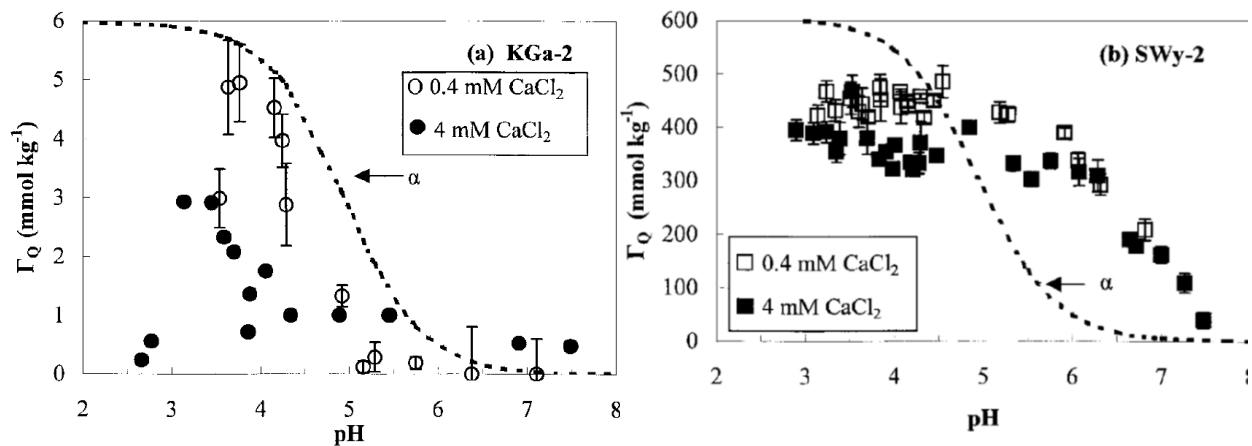 6
5
4
3
2
1
0
Γ_Q (mmol kg⁻¹)
(a) KGa-2
○ 0.4 mM CaCl₂
● 4 mM CaCl₂
α
2 3 4 5 6 7 8
pH
600
500
400
300
200
100
0
Γ_Q (mmol kg⁻¹)
(b) SWy-2
□ 0.4 mM CaCl₂
■ 4 mM CaCl₂
α
2 3 4 5 6 7 8
pH